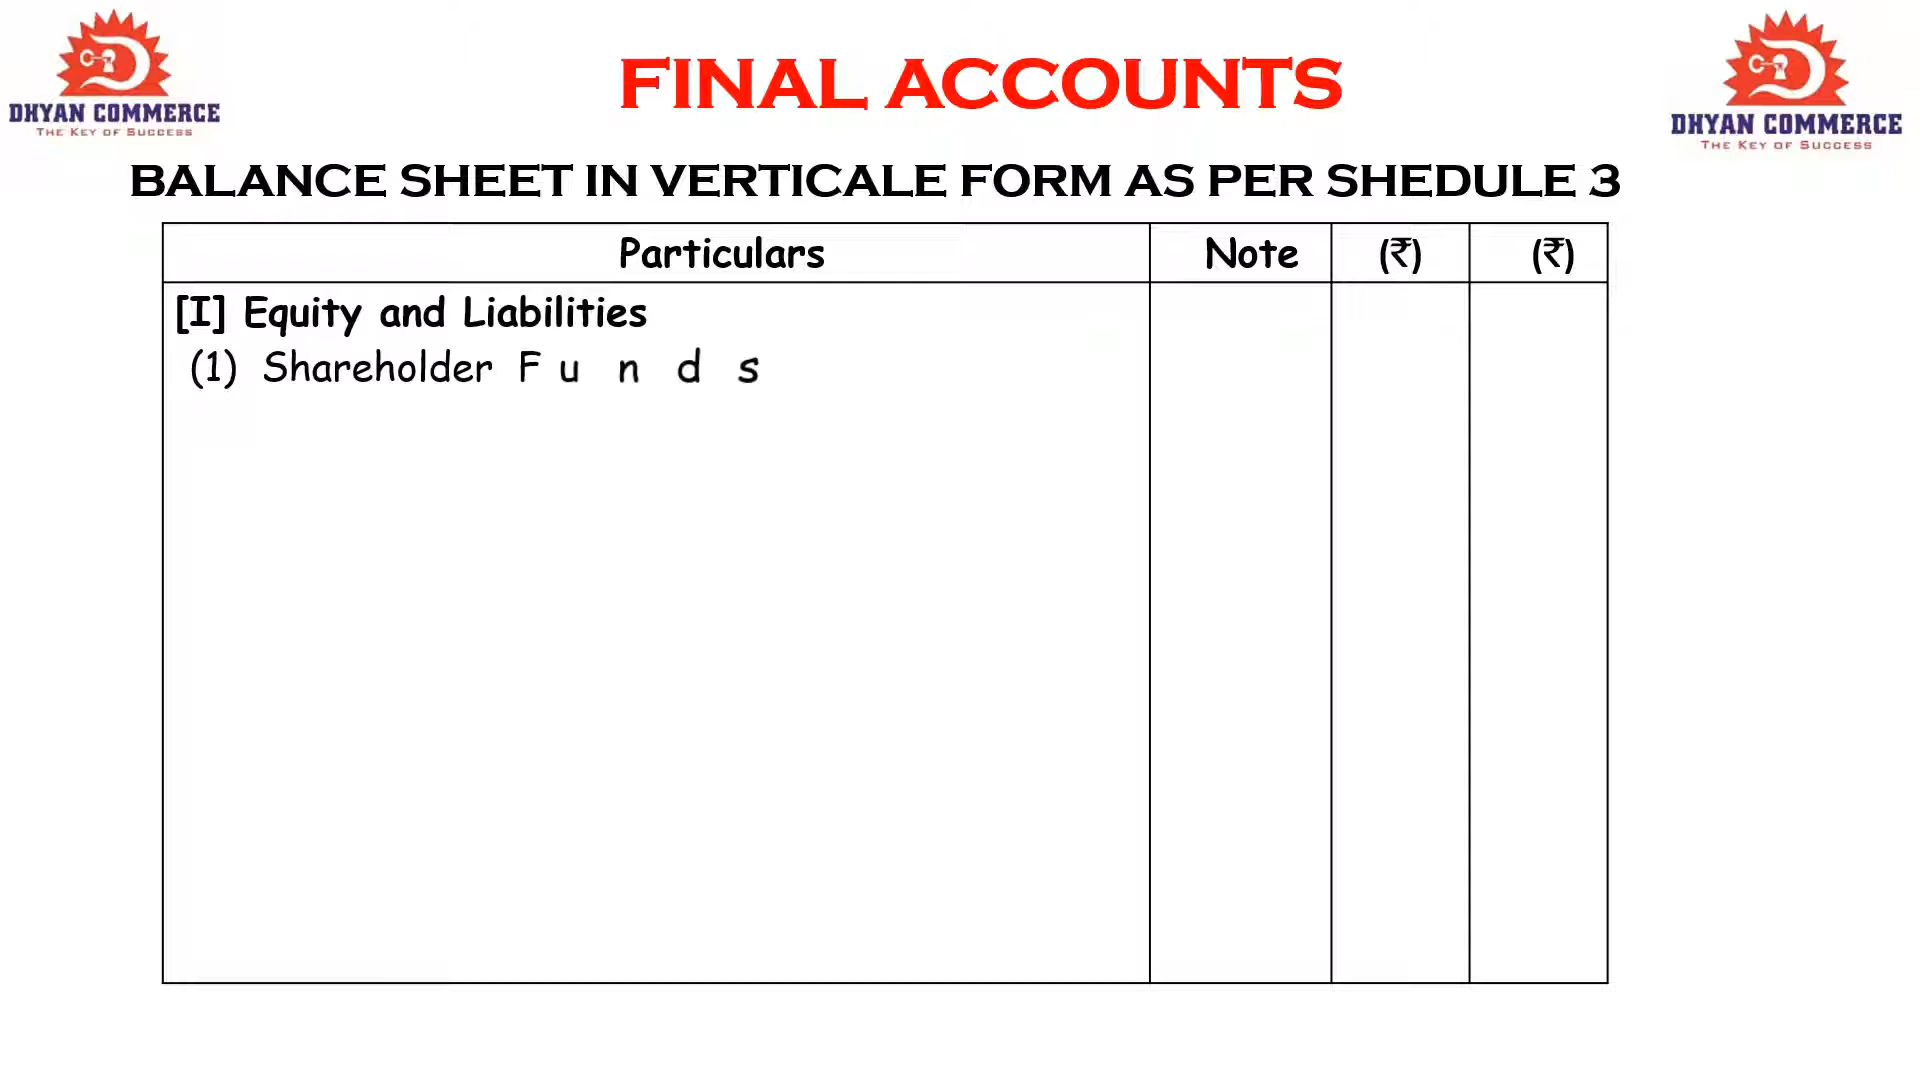 DHYAN COMMERCE
THE KEY OF SUCCESS
FINAL ACCOUNTS
DHYAN COMMERCE
THE KEY OF SUCCESS
BALANCE SHEET IN VERTICALE FORM AS PER SHEDULE 3
Particulars Note (₹) (₹)
[I] Equity and Liabilities
(1) Shareholder Funds